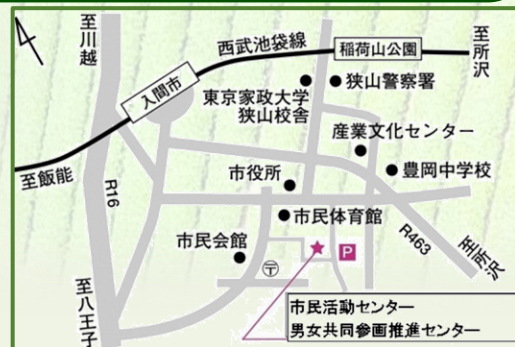 至川越
西武池袋線
稲荷山公園
至所沢
入間市
東京家政大学
狭山校舎
狭山警察署
産業文化センター
至飯能
R16
市役所
豊岡中学校
市民体育館
市民会館
〒
P
R463
至所沢
至八王子
市民活動センター
男女共同参画推進センター